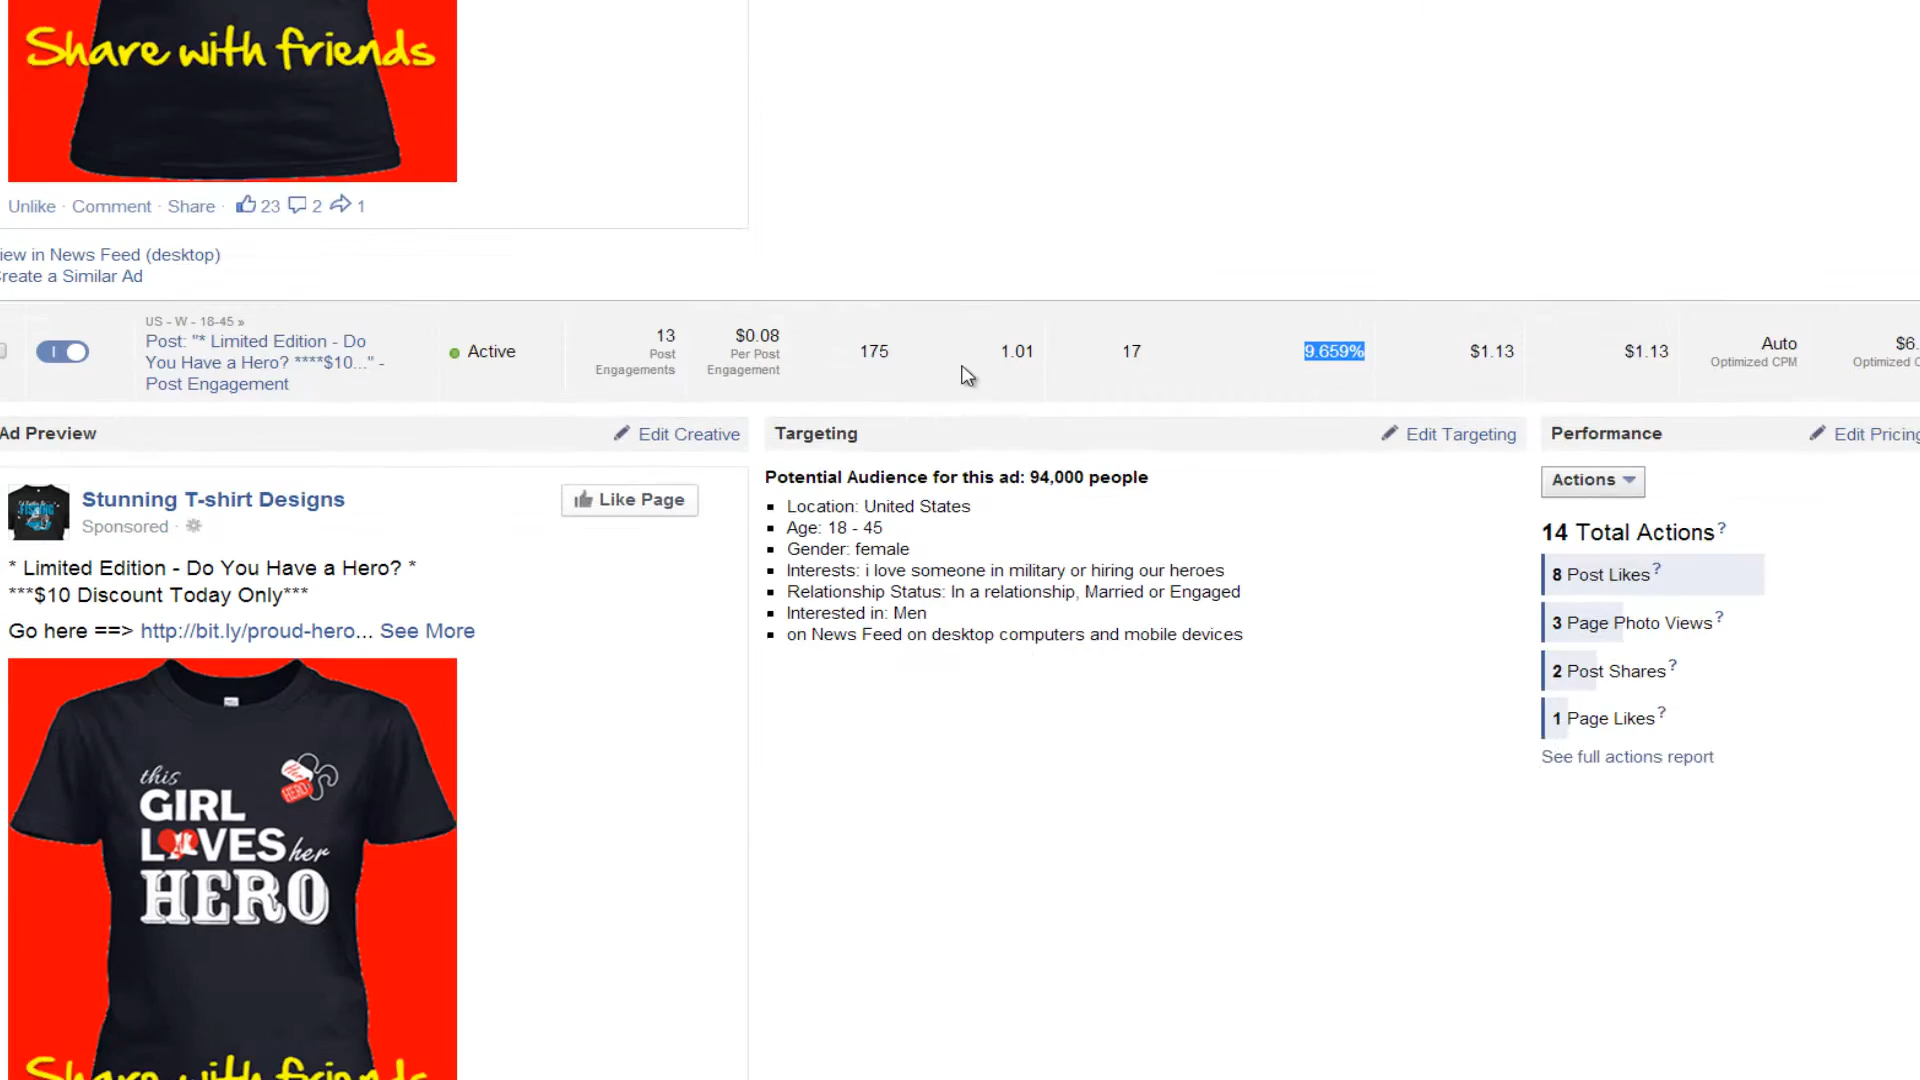 Share with friends
Unlike · Comment · Share · 23 2 1
iew in News Feed (desktop)
reate a Similar Ad
US - W - 18-45 »
Post: "* Limited Edition - Do
You Have a Hero? ****$10..." -
Post Engagement
Active
13
Post
Engagements
$0.08
Per Post
Engagement
175
1.01
17
9.659%
$1.13
$1.13
Auto
Optimized CPM
$6.
Optimized C
Ad Preview
Edit Creative
Targeting
Edit Targeting
Performance
Edit Pricing
Stunning T-shirt Designs
Sponsored ·
Like Page
* Limited Edition - Do You Have a Hero? *
***$10 Discount Today Only***
Go here ==> http://bit.ly/proud-hero... See More
this
GIRL
LOVES her
HERO
HERO
Share with friends
Potential Audience for this ad: 94,000 people
Location: United States
Age: 18 - 45
Gender: female
Interests: i love someone in military or hiring our heroes
Relationship Status: In a relationship, Married or Engaged
Interested in: Men
on News Feed on desktop computers and mobile devices
Actions
14 Total Actions ?
8 Post Likes ?
3 Page Photo Views ?
2 Post Shares ?
1 Page Likes ?
See full actions report